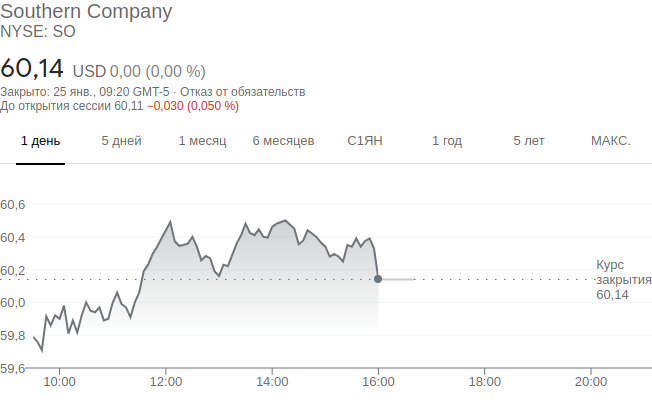 Southern Company
NYSE: SO
60,14 USD 0,00 (0,00 %)
Закрыто: 25 янв., 09:20 GMT-5 · Отказ от обязательств
До открытия сессии 60,11 −0,030 (0,050 %)
1 день 5 дней 1 месяц 6 месяцев С1ЯН 1 год 5 лет МАКС.
60,6
60,4
60,2
60,0
59,8
59,6
Курс
закрытия
60,14
10:00 12:00 14:00 16:00 18:00 20:00